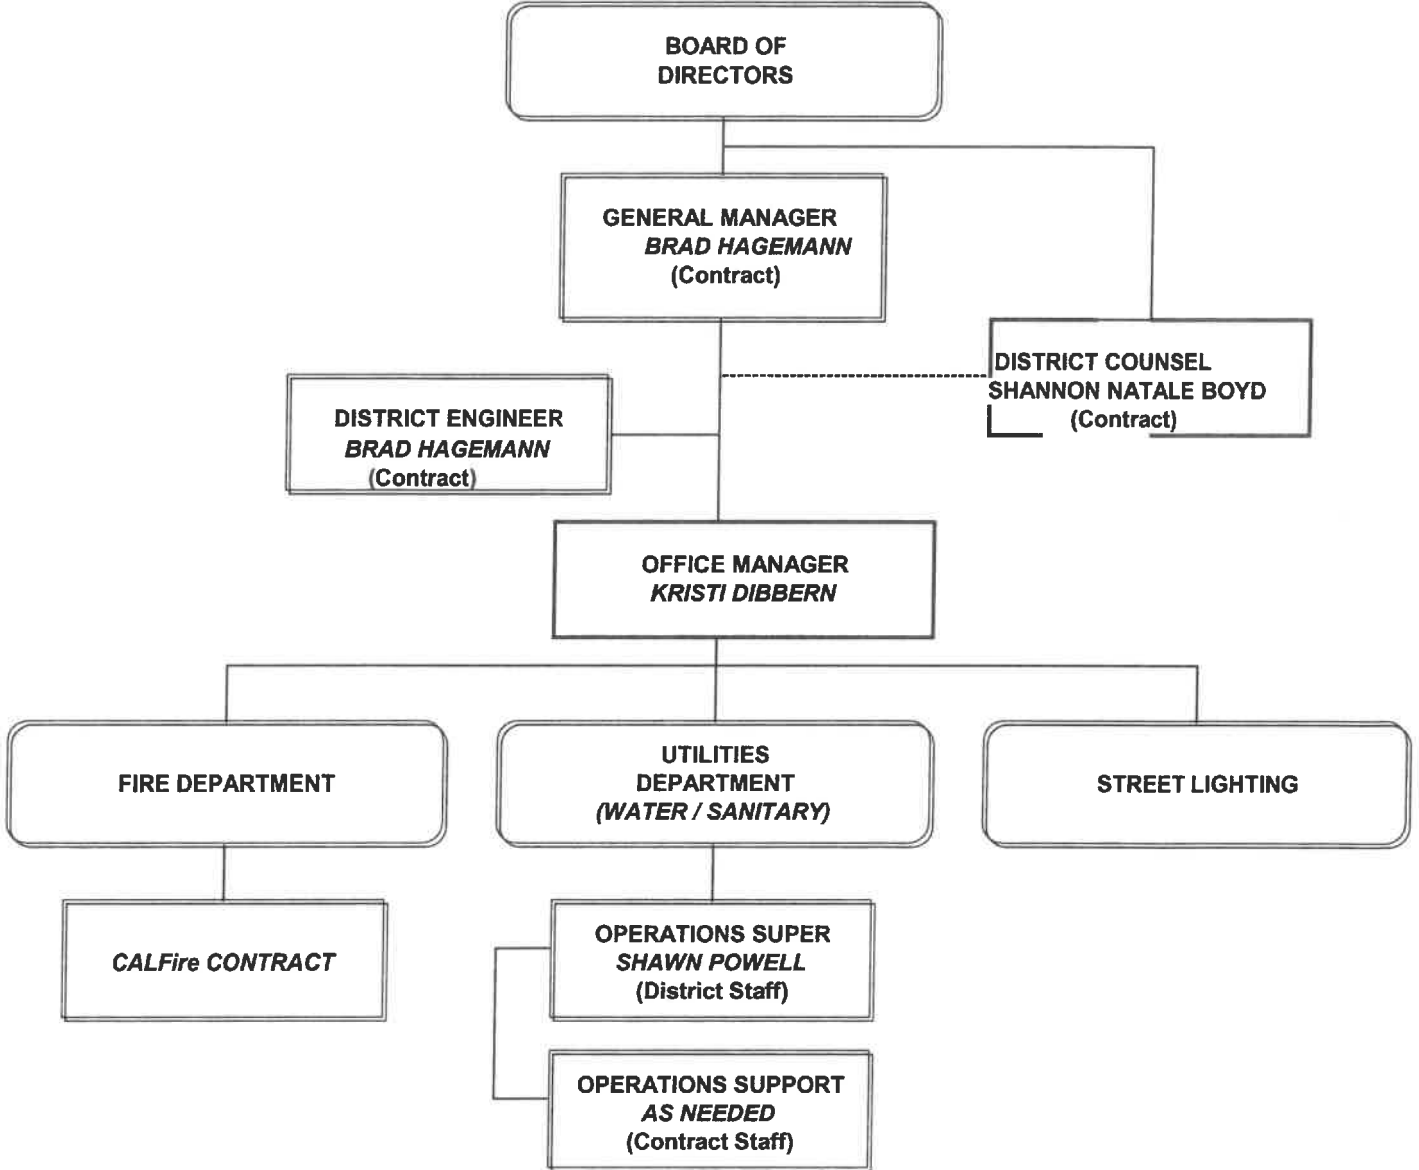 BOARD OF
DIRECTORS
GENERAL MANAGER
BRAD HAGEMANN
(Contract)
DISTRICT COUNSEL
SHANNON NATALE BOYD
(Contract)
DISTRICT ENGINEER
BRAD HAGEMANN
(Contract)
OFFICE MANAGER
KRISTI DIBBERN
FIRE DEPARTMENT
UTILITIES
DEPARTMENT
(WATER / SANITARY)
STREET LIGHTING
CALFire CONTRACT
OPERATIONS SUPER
SHAWN POWELL
(District Staff)
OPERATIONS SUPPORT
AS NEEDED
(Contract Staff)